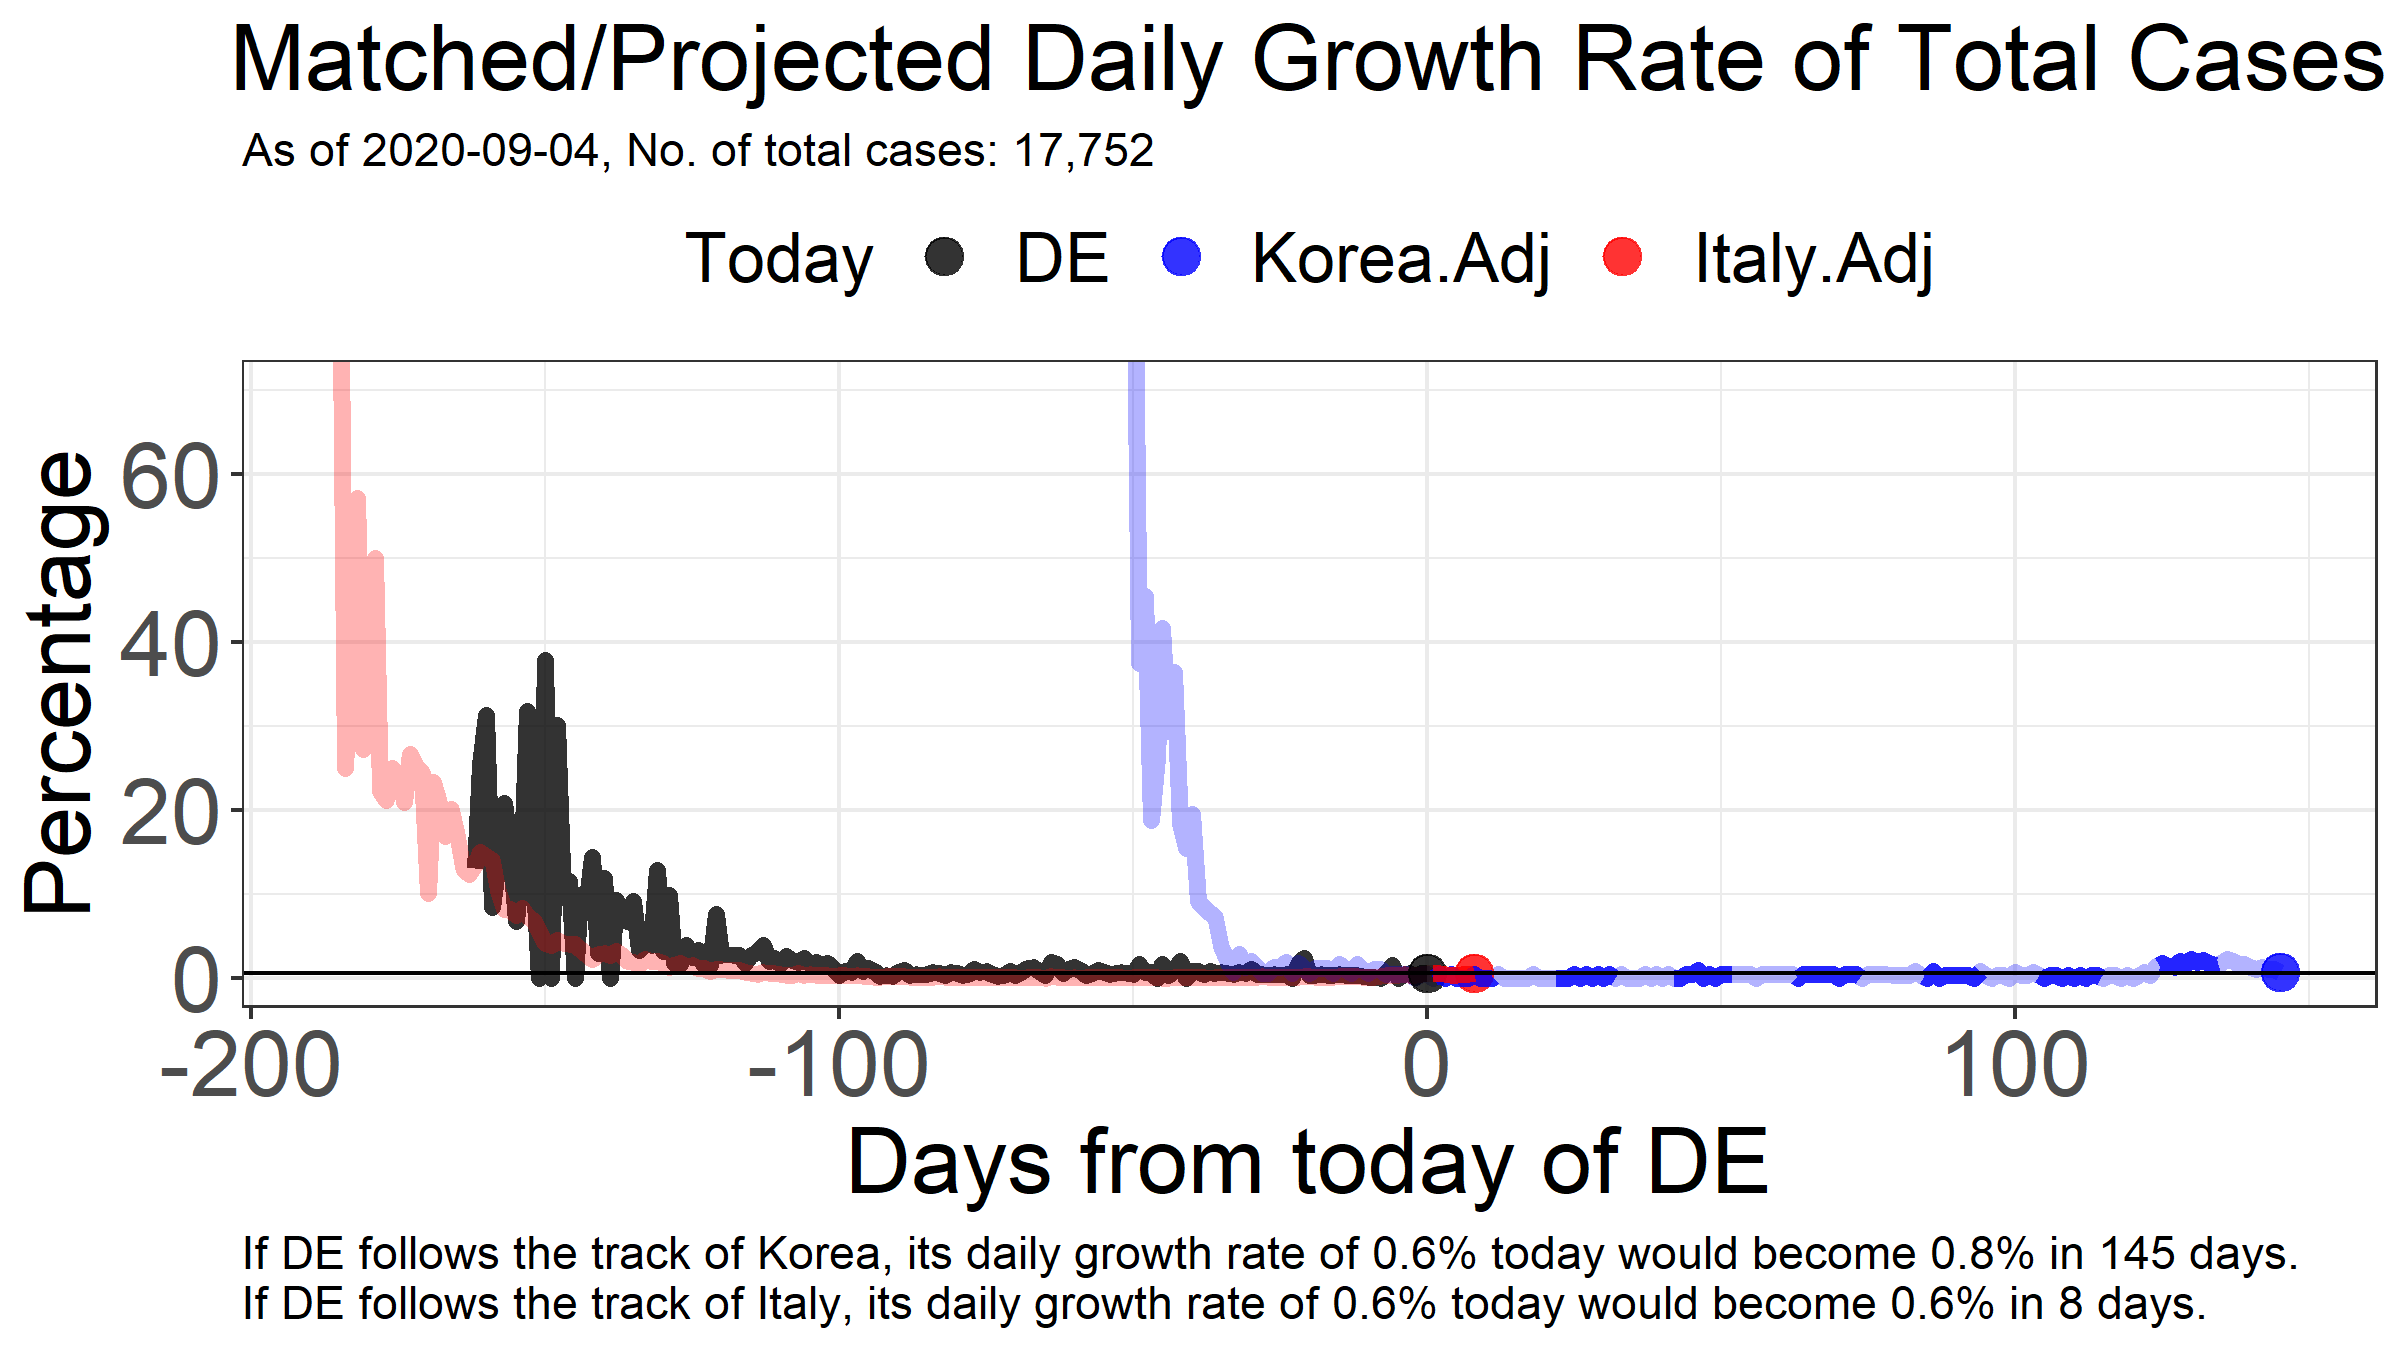 Matched/Projected Daily Growth Rate of Total Cases
As of 2020-09-04, No. of total cases: 17,752
Today DE Korea.Adj Italy.Adj
Percentage
60
40
20
0
-200 -100 0 100
Days from today of DE
If DE follows the track of Korea, its daily growth rate of 0.6% today would become 0.8% in 145 days.
If DE follows the track of Italy, its daily growth rate of 0.6% today would become 0.6% in 8 days.